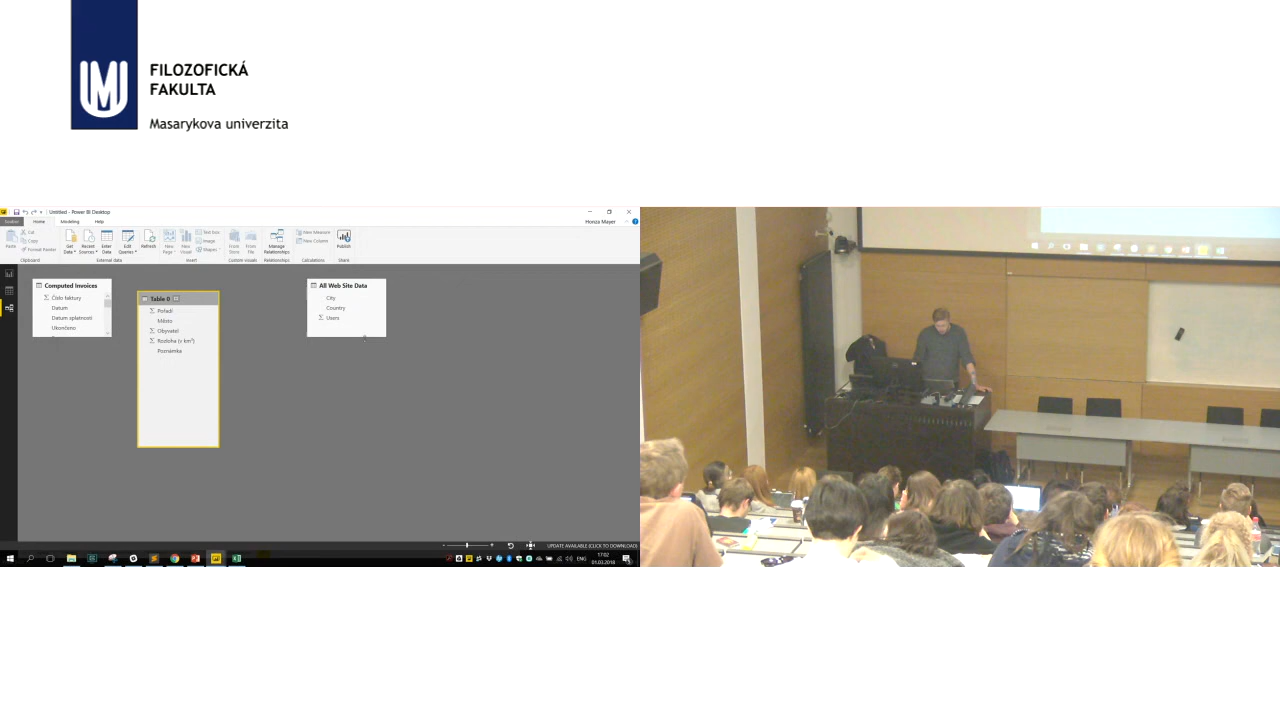 FILOZOFICKÁ
FAKULTA
Masarykova univerzita
Untitled - Power BI Desktop
Honza Mayer
Home
Modeling
Help
Paste
Cut
Copy
Format Painter
Clipboard
Get Data
Recent Sources
Enter Data
Edit Queries
Refresh
External data
New Page
New Visual
Text box
Image
Shapes
Insert
From Store
From File
Custom visuals
Manage Relationships
Relationships
New Measure
New Column
Calculations
Publish
Share
Computed Invoices
Číslo faktury
Datum
Datum splatnosti
Ukončeno
Table 0
Pořadí
Město
Obyvatel
Rozloha (v km²)
Poznámka
All Web Site Data
City
Country
Users
UPDATE AVAILABLE (CLICK TO DOWNLOAD)
ENG
17:02
01.03.2018